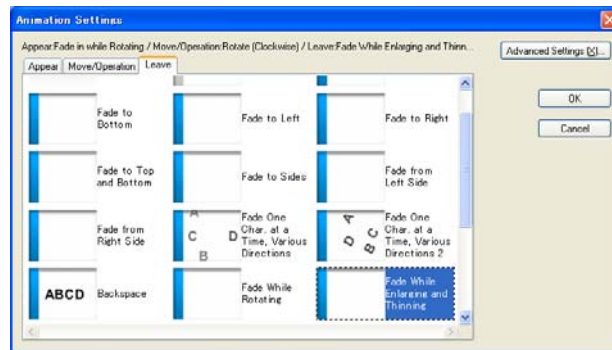 Animation Settings
Appear:Fade in while Rotating / Move/Operation:Rotate (Clockwise) / Leave:Fade While Enlarging and Thinn...
Advanced Settings (X)...
Appear Move/Operation Leave
OK
Cancel
Fade to
Bottom
Fade to Left
Fade to Right
Fade to Top
and Bottom
Fade to Sides
Fade from
Left Side
Fade from
Right Side
A
C D
B
Fade One
Char. at a
Time, Various
Directions
A
B
C
D
Fade One
Char. at a
Time, Various
Directions 2
ABCD
Backspace
Fade While
Rotating
Fade While
Enlarging and
Thinning